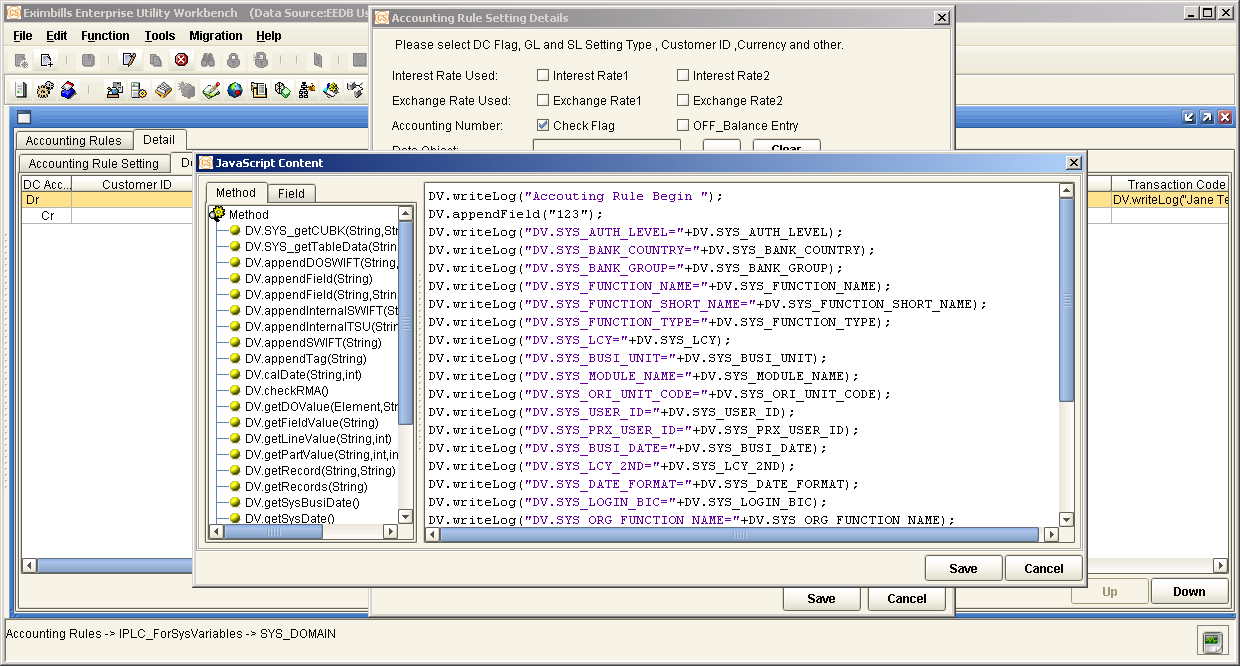 Eximbills Enterprise Utility Workbench (Data Source:EEDB Us
File Edit Function Tools Migration Help
Accounting Rule Setting Details
Please select DC Flag, GL and SL Setting Type , Customer ID ,Currency and other.
Interest Rate Used: Interest Rate1 Interest Rate2
Exchange Rate Used: Exchange Rate1 Exchange Rate2
Accounting Number: Check Flag OFF_Balance Entry
Data Object: Clear
Accounting Rules Detail
Accounting Rule Setting D
DC Acc... Customer ID Transaction Code
Dr DV.writeLog("Jane Te
Cr
JavaScript Content
Method Field
Method
DV.SYS_getCUBK(String,Str
DV.SYS_getTableData(String
DV.appendDOSWIFT(String,
DV.appendField(String)
DV.appendField(String,String
DV.appendInternalSWIFT(St
DV.appendInternalTSU(String
DV.appendSWIFT(String)
DV.appendTag(String)
DV.calDate(String,int)
DV.checkRMA()
DV.getDOValue(Element,Str
DV.getFieldValue(String)
DV.getLineValue(String,int)
DV.getPartValue(String,int,in
DV.getRecord(String,String)
DV.getRecords(String)
DV.getSysBusiDate()
DV.getSysDate()
DV.writeLog("Accouting Rule Begin ");
DV.appendField("123");
DV.writeLog("DV.SYS_AUTH_LEVEL="+DV.SYS_AUTH_LEVEL);
DV.writeLog("DV.SYS_BANK_COUNTRY="+DV.SYS_BANK_COUNTRY);
DV.writeLog("DV.SYS_BANK_GROUP="+DV.SYS_BANK_GROUP);
DV.writeLog("DV.SYS_FUNCTION_NAME="+DV.SYS_FUNCTION_NAME);
DV.writeLog("DV.SYS_FUNCTION_SHORT_NAME="+DV.SYS_FUNCTION_SHORT_NAME);
DV.writeLog("DV.SYS_FUNCTION_TYPE="+DV.SYS_FUNCTION_TYPE);
DV.writeLog("DV.SYS_LCY="+DV.SYS_LCY);
DV.writeLog("DV.SYS_BUSI_UNIT="+DV.SYS_BUSI_UNIT);
DV.writeLog("DV.SYS_MODULE_NAME="+DV.SYS_MODULE_NAME);
DV.writeLog("DV.SYS_ORI_UNIT_CODE="+DV.SYS_ORI_UNIT_CODE);
DV.writeLog("DV.SYS_USER_ID="+DV.SYS_USER_ID);
DV.writeLog("DV.SYS_PRX_USER_ID="+DV.SYS_PRX_USER_ID);
DV.writeLog("DV.SYS_BUSI_DATE="+DV.SYS_BUSI_DATE);
DV.writeLog("DV.SYS_LCY_2ND="+DV.SYS_LCY_2ND);
DV.writeLog("DV.SYS_DATE_FORMAT="+DV.SYS_DATE_FORMAT);
DV.writeLog("DV.SYS_LOGIN_BIC="+DV.SYS_LOGIN_BIC);
DV.writeLog("DV.SYS_ORG_FUNCTION_NAME="+DV.SYS_ORG_FUNCTION_NAME);
Save Cancel
Save Cancel
Up Down
Accounting Rules -> IPLC_ForSysVariables -> SYS_DOMAIN